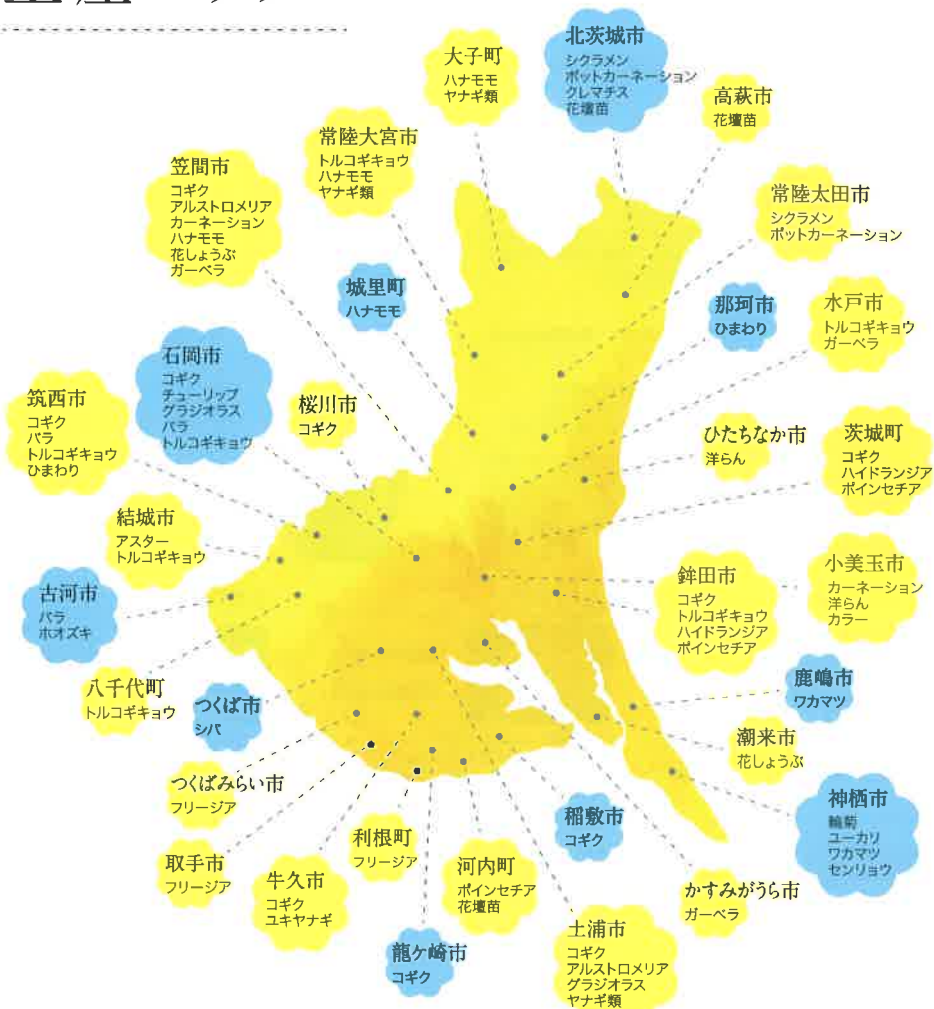 大子町
ハナモモ
ヤナギ類
北茨城市
シクラメン
ポットカーネーション
クレマチス
花壇苗
高萩市
花壇苗
常陸大宮市
トルコギキョウ
ハナモモ
ヤナギ類
笠間市
コギク
アルストロメリア
カーネーション
ハナモモ
花しょうぶ
ガーベラ
常陸太田市
シクラメン
ポットカーネーション
城里町
ハナモモ
那珂市
ひまわり
水戸市
トルコギキョウ
ガーベラ
石岡市
コギク
チューリップ
グラジオラス
バラ
トルコギキョウ
筑西市
コギク
バラ
トルコギキョウ
ひまわり
桜川市
コギク
ひたちなか市
洋らん
茨城町
コギク
ハイドランジア
ポインセチア
結城市
アスター
トルコギキョウ
小美玉市
カーネーション
洋らん
カラー
鉾田市
コギク
トルコギキョウ
ハイドランジア
ポインセチア
古河市
バラ
ホオズキ
八千代町
トルコギキョウ
つくば市
シバ
鹿嶋市
ワカマツ
潮来市
花しょうぶ
つくばみらい市
フリージア
神栖市
輪菊
ユーカリ
ワカマツ
センリョウ
稲敷市
コギク
取手市
フリージア
牛久市
コギク
ユキヤナギ
利根町
フリージア
河内町
ポインセチア
花壇苗
かすみがうら市
ガーベラ
龍ケ崎市
コギク
土浦市
コギク
アルストロメリア
グラジオラス
ヤナギ類